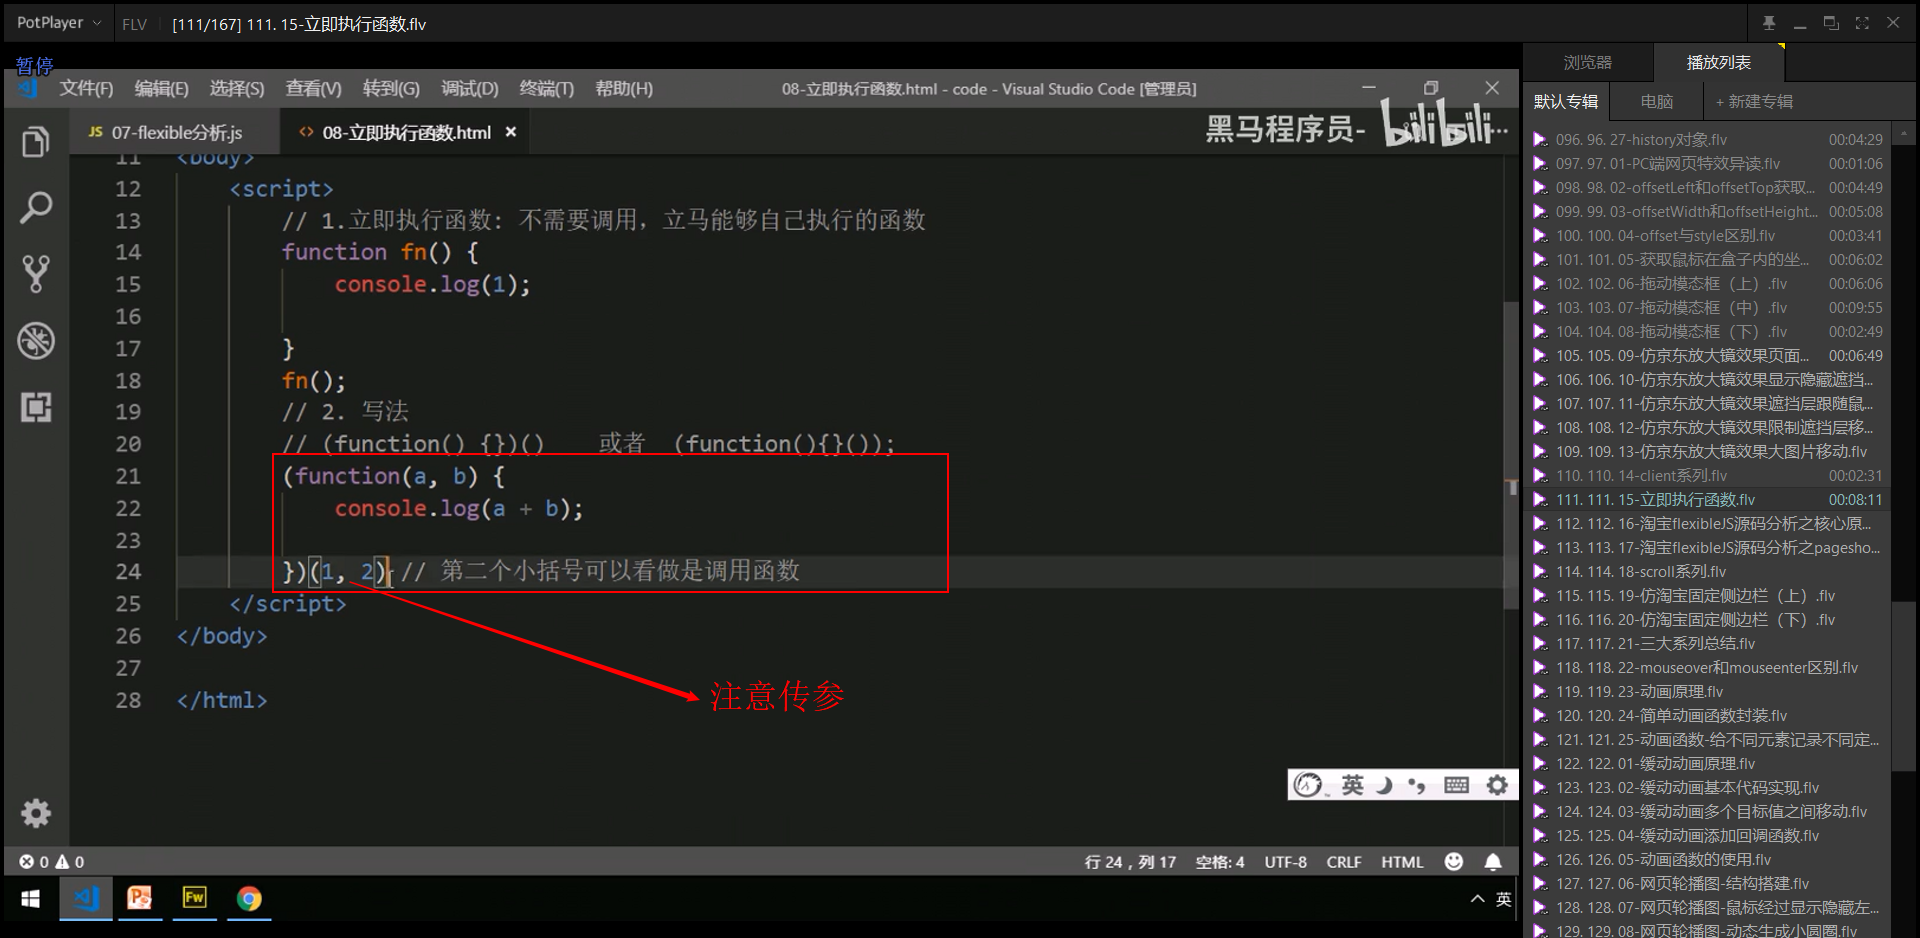 PotPlayer
FLV
[111/167] 111. 15-立即执行函数.flv
暂停
文件(F) 编辑(E) 选择(S) 查看(V) 转到(G) 调试(D) 终端(T) 帮助(H)
08-立即执行函数.html - code - Visual Studio Code [管理员]
JS 07-flexible分析.js
<> 08-立即执行函数.html ×
黑马程序员- bilibili
11 <body>
12 <script>
13 // 1.立即执行函数: 不需要调用，立马能够自己执行的函数
14 function fn() {
15 console.log(1);
16
17 }
18 fn();
19 // 2. 写法
20 // (function() {})() 或者 (function(){}());
21 (function(a, b) {
22 console.log(a + b);
23
24 })(1, 2) // 第二个小括号可以看做是调用函数
25 </script>
26 </body>
27
28 </html>
注意传参
英
0 0
行 24，列 17 空格: 4 UTF-8 CRLF HTML
英
浏览器 播放列表
默认专辑 电脑 + 新建专辑
096. 96. 27-history对象.flv 00:04:29
097. 97. 01-PC端网页特效异读.flv 00:01:06
098. 98. 02-offsetLeft和offsetTop获取... 00:04:49
099. 99. 03-offsetWidth和offsetHeight... 00:05:08
100. 100. 04-offset与style区别.flv 00:03:41
101. 101. 05-获取鼠标在盒子内的坐... 00:06:02
102. 102. 06-拖动模态框（上）.flv 00:06:06
103. 103. 07-拖动模态框（中）.flv 00:09:55
104. 104. 08-拖动模态框（下）.flv 00:02:49
105. 105. 09-仿京东放大镜效果页面... 00:06:49
106. 106. 10-仿京东放大镜效果显示隐藏遮挡...
107. 107. 11-仿京东放大镜效果遮挡层跟随鼠...
108. 108. 12-仿京东放大镜效果限制遮挡层移...
109. 109. 13-仿京东放大镜效果大图片移动.flv
110. 110. 14-client系列.flv 00:02:31
111. 111. 15-立即执行函数.flv 00:08:11
112. 112. 16-淘宝flexibleJS源码分析之核心原...
113. 113. 17-淘宝flexibleJS源码分析之pagesho...
114. 114. 18-scroll系列.flv
115. 115. 19-仿淘宝固定侧边栏（上）.flv
116. 116. 20-仿淘宝固定侧边栏（下）.flv
117. 117. 21-三大系列总结.flv
118. 118. 22-mouseover和mouseenter区别.flv
119. 119. 23-动画原理.flv
120. 120. 24-简单动画函数封装.flv
121. 121. 25-动画函数-给不同元素记录不同定...
122. 122. 01-缓动动画原理.flv
123. 123. 02-缓动动画基本代码实现.flv
124. 124. 03-缓动动画多个目标值之间移动.flv
125. 125. 04-缓动动画添加回调函数.flv
126. 126. 05-动画函数的使用.flv
127. 127. 06-网页轮播图-结构搭建.flv
128. 128. 07-网页轮播图-鼠标经过显示隐藏左...
129. 129. 08-网页轮播图-动态生成小圆圈.flv